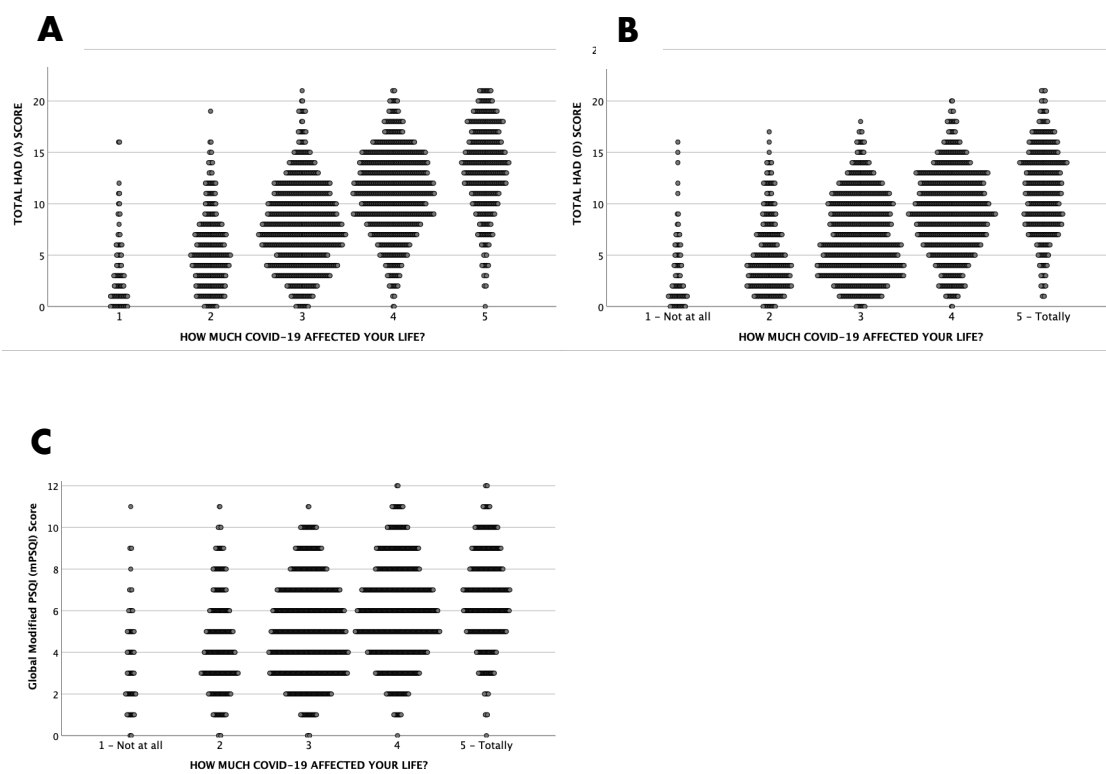 A
TOTAL HAD (A) SCORE
20
15
10
5
0
1 2 3 4 5
HOW MUCH COVID-19 AFFECTED YOUR LIFE?
B
2
TOTAL HAD (D) SCORE
20
15
10
5
0
1 - Not at all 2 3 4 5 - Totally
HOW MUCH COVID-19 AFFECTED YOUR LIFE?
C
Global Modified PSQI (mPSQI) Score
12
10
8
6
4
2
0
1 - Not at all 2 3 4 5 - Totally
HOW MUCH COVID-19 AFFECTED YOUR LIFE?